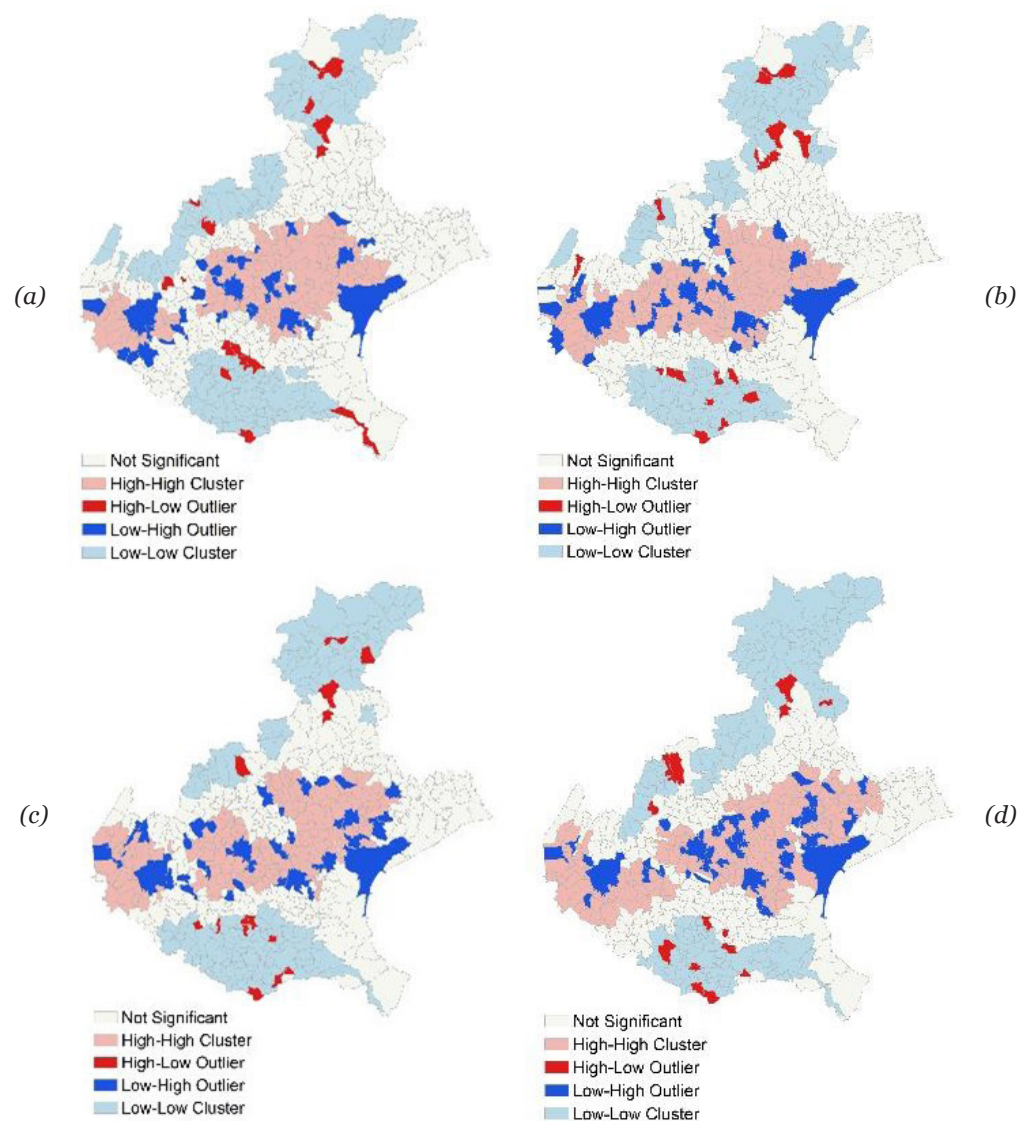 (a)
Not Significant
High-High Cluster
High-Low Outlier
Low-High Outlier
Low-Low Cluster
(b)
Not Significant
High-High Cluster
High-Low Outlier
Low-High Outlier
Low-Low Cluster
(c)
Not Significant
High-High Cluster
High-Low Outlier
Low-High Outlier
Low-Low Cluster
(d)
Not Significant
High-High Cluster
High-Low Outlier
Low-High Outlier
Low-Low Cluster